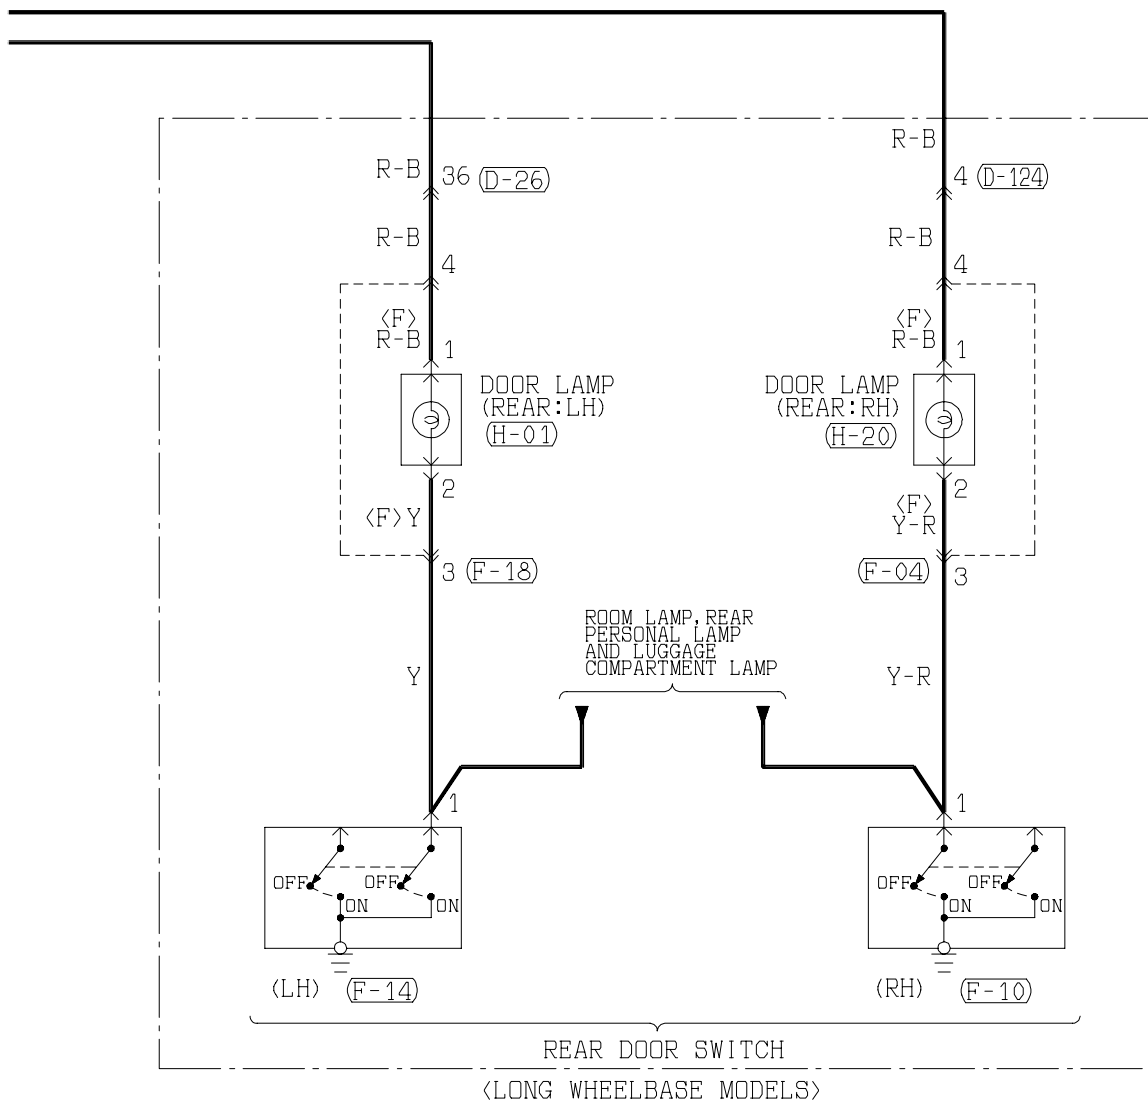 R-B
R-B 36 (D-26)
4 (D-124)
R-B
R-B
4
4
<F>
R-B
1
<F>
R-B
1
DOOR LAMP
(REAR:LH)
(H-01)
DOOR LAMP
(REAR:RH)
(H-20)
2
2
<F>Y
<F>
Y-R
3 (F-18)
(F-04) 3
ROOM LAMP, REAR
PERSONAL LAMP
AND LUGGAGE
COMPARTMENT LAMP
Y
Y-R
1
1
OFF OFF
ON ON
OFF OFF
ON ON
(LH) (F-14)
(RH) (F-10)
REAR DOOR SWITCH
<LONG WHEELBASE MODELS>